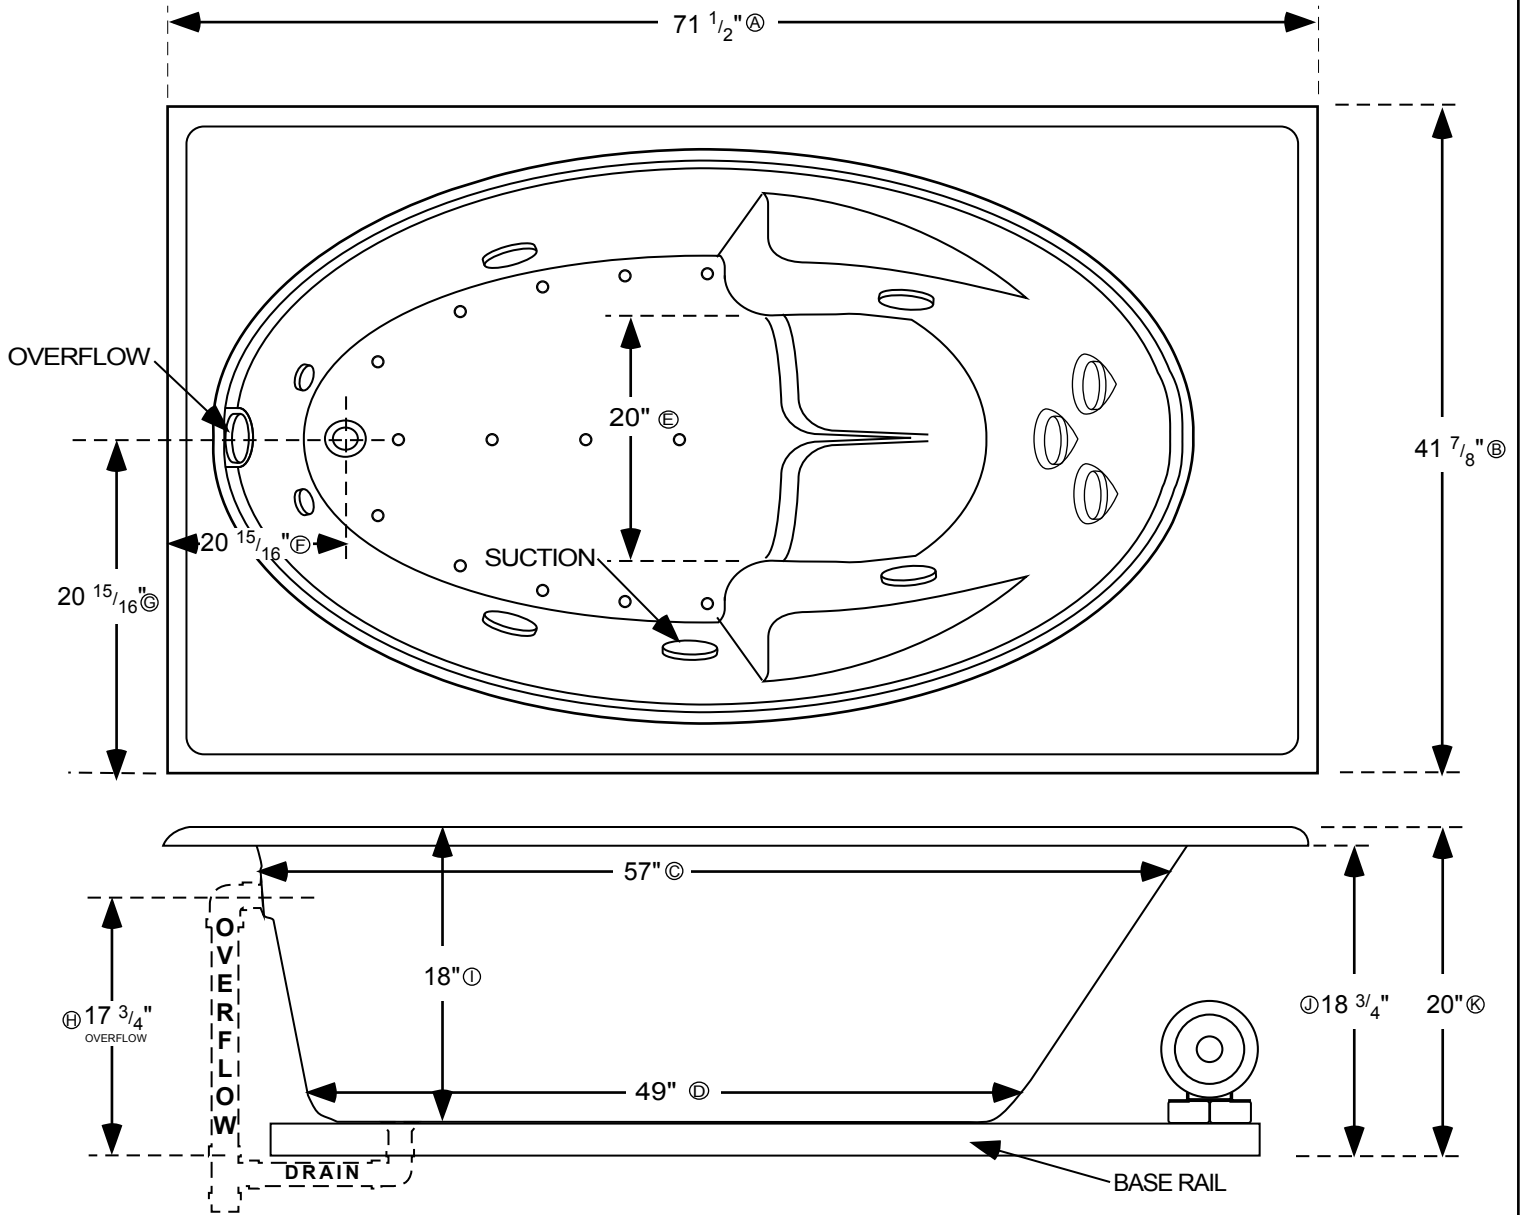 71 1/2" Ⓐ
OVERFLOW
20" Ⓔ
41 7/8" Ⓑ
20 15/16" Ⓕ
SUCTION
20 15/16" Ⓖ
57" Ⓒ
OVERFLOW
18" Ⓘ
Ⓗ 17 3/4"
OVERFLOW
Ⓙ 18 3/4"
20" Ⓚ
49" Ⓓ
DRAIN
BASE RAIL